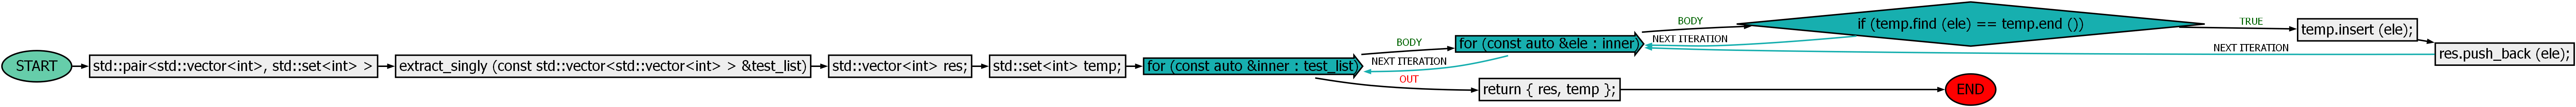 START
std::pair<std::vector<int>, std::set<int> >
extract_singly (const std::vector<std::vector<int> > &test_list)
std::vector<int> res;
std::set<int> temp;
for (const auto &inner : test_list)
BODY
NEXT ITERATION
OUT
for (const auto &ele : inner)
BODY
NEXT ITERATION
if (temp.find (ele) == temp.end ())
TRUE
temp.insert (ele);
NEXT ITERATION
res.push_back (ele);
return { res, temp };
END